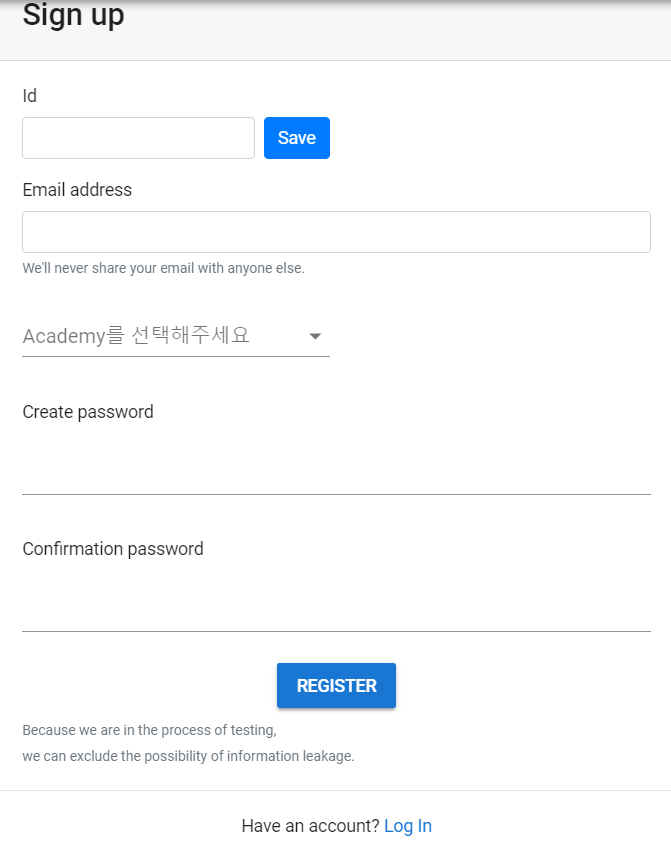 Sign up
Id
Save
Email address
We'll never share your email with anyone else.
Academy를 선택해주세요
Create password
Confirmation password
REGISTER
Because we are in the process of testing,
we can exclude the possibility of information leakage.
Have an account? Log In